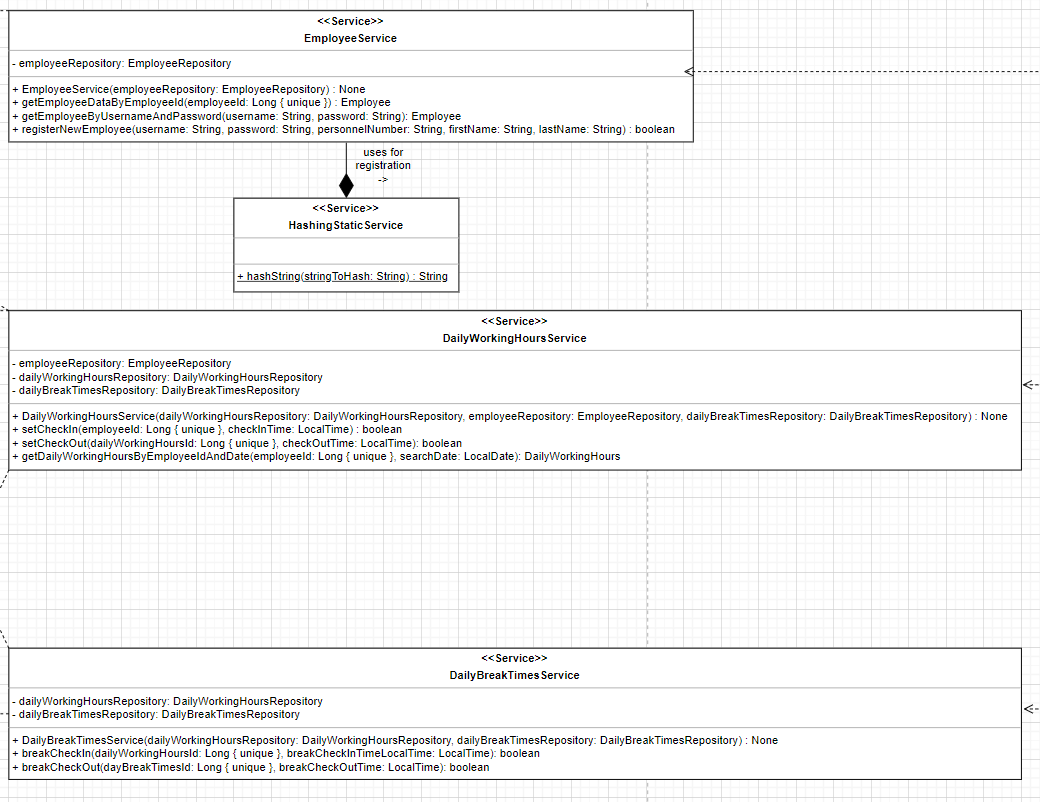 <<Service>>
EmployeeService
- employeeRepository: EmployeeRepository
+ EmployeeService(employeeRepository: EmployeeRepository) : None
+ getEmployeeDataByEmployeeId(employeeId: Long { unique }) : Employee
+ getEmployeeByUsernameAndPassword(username: String, password: String): Employee
+ registerNewEmployee(username: String, password: String, personnelNumber: String, firstName: String, lastName: String) : boolean
uses for
registration
->
<<Service>>
HashingStaticService
+ hashString(stringToHash: String) : String
<<Service>>
DailyWorkingHoursService
- employeeRepository: EmployeeRepository
- dailyWorkingHoursRepository: DailyWorkingHoursRepository
- dailyBreakTimesRepository: DailyBreakTimesRepository
+ DailyWorkingHoursService(dailyWorkingHoursRepository: DailyWorkingHoursRepository, employeeRepository: EmployeeRepository, dailyBreakTimesRepository: DailyBreakTimesRepository) : None
+ setCheckIn(employeeId: Long { unique }, checkInTime: LocalTime) : boolean
+ setCheckOut(dailyWorkingHoursId: Long { unique }, checkOutTime: LocalTime): boolean
+ getDailyWorkingHoursByEmployeeIdAndDate(employeeId: Long { unique }, searchDate: LocalDate): DailyWorkingHours
<<Service>>
DailyBreakTimesService
- dailyWorkingHoursRepository: DailyWorkingHoursRepository
- dailyBreakTimesRepository: DailyBreakTimesRepository
+ DailyBreakTimesService(dailyWorkingHoursRepository: DailyWorkingHoursRepository, dailyBreakTimesRepository: DailyBreakTimesRepository) : None
+ breakCheckIn(dailyWorkingHoursId: Long { unique }, breakCheckInTimeLocalTime: LocalTime): boolean
+ breakCheckOut(dayBreakTimesId: Long { unique }, breakCheckOutTime: LocalTime): boolean